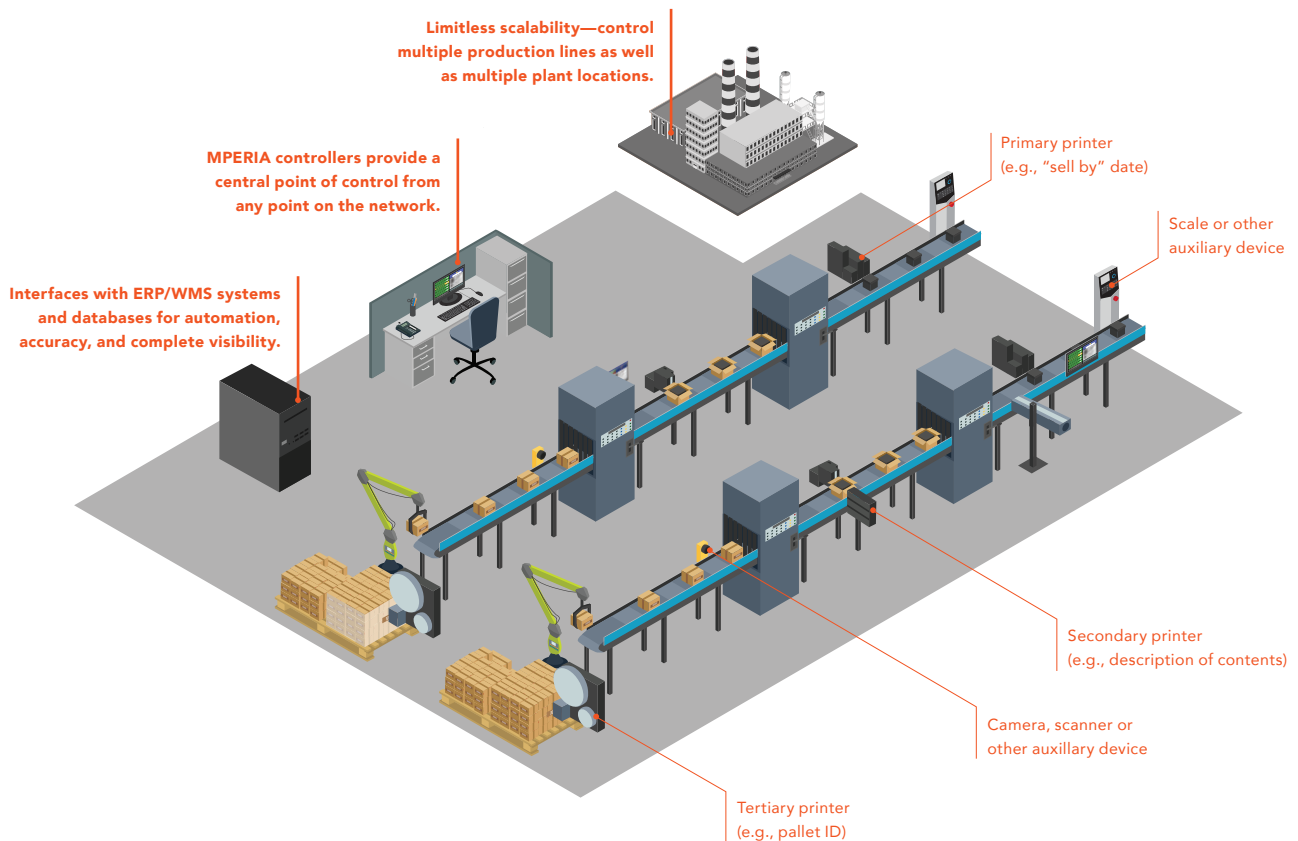 Limitless scalability—control
multiple production lines as well
as multiple plant locations.
MPERIA controllers provide a
central point of control from
any point on the network.
Interfaces with ERP/WMS systems
and databases for automation,
accuracy, and complete visibility.
Primary printer
(e.g., “sell by” date)
Scale or other
auxiliary device
Secondary printer
(e.g., description of contents)
Camera, scanner or
other auxillary device
Tertiary printer
(e.g., pallet ID)